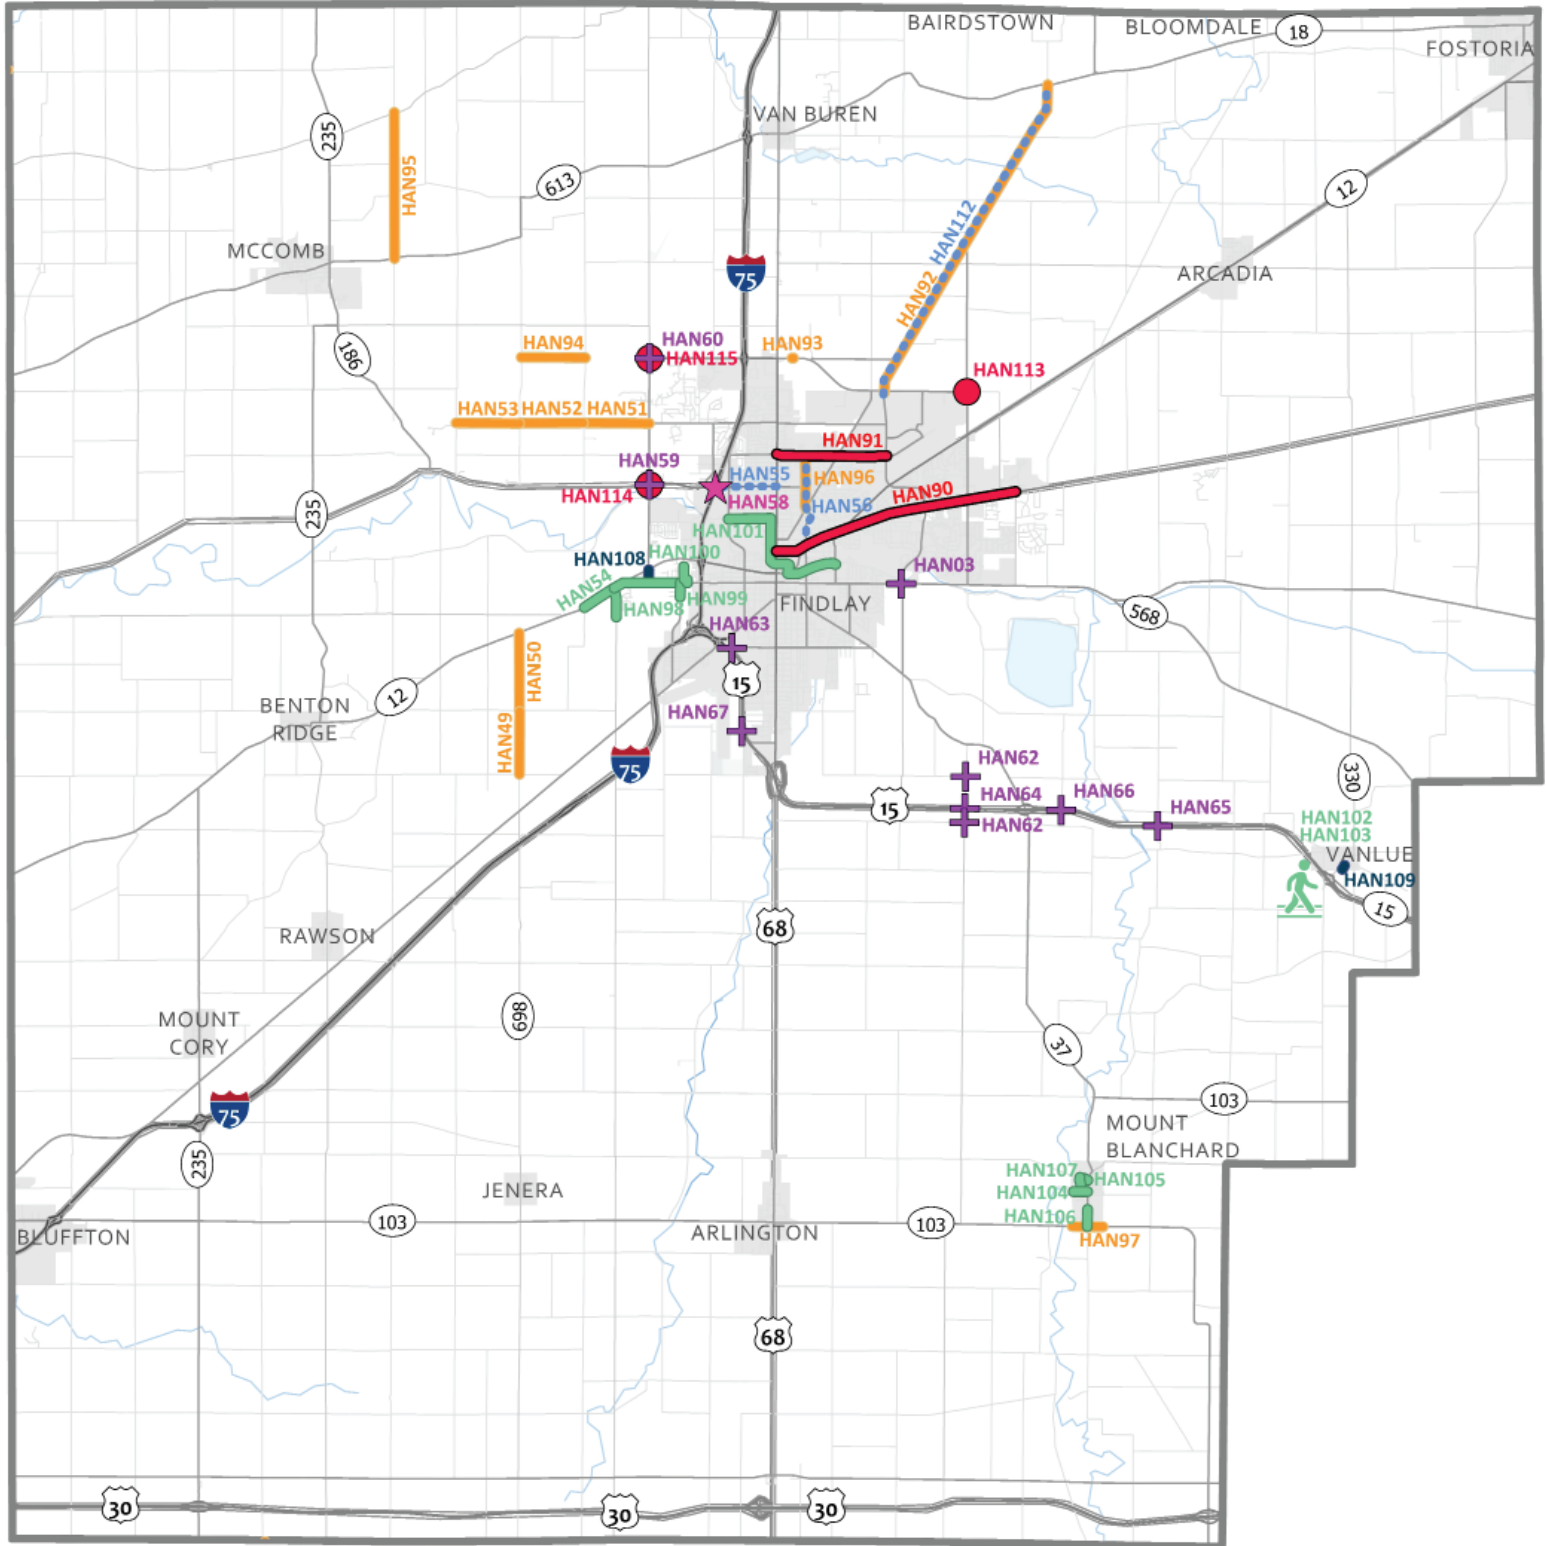 BAIRDSTOWN
BLOOMDALE
18
FOSTORIA
235
VAN BUREN
HAN95
613
12
HAN112
MCCOMB
75
ARCADIA
HAN92
186
HAN94
HAN60
HAN115
HAN93
HAN113
HAN53
HAN52
HAN51
HAN91
HAN59
HAN55
HAN96
HAN114
HAN58
HAN90
235
HAN56
HAN101
HAN108
HAN100
HAN03
HAN54
HAN98
HAN99
FINDLAY
568
HAN63
HAN50
15
12
BENTON
RIDGE
HAN67
HAN49
75
HAN62
330
HAN64
HAN66
15
HAN65
HAN62
HAN102
HAN103
VANLUE
HAN109
15
68
RAWSON
698
MOUNT
CORY
37
75
103
MOUNT
BLANCHARD
235
HAN107
HAN105
HAN104
JENERA
HAN106
103
103
ARLINGTON
BLUFFTON
HAN97
68
30
30
30